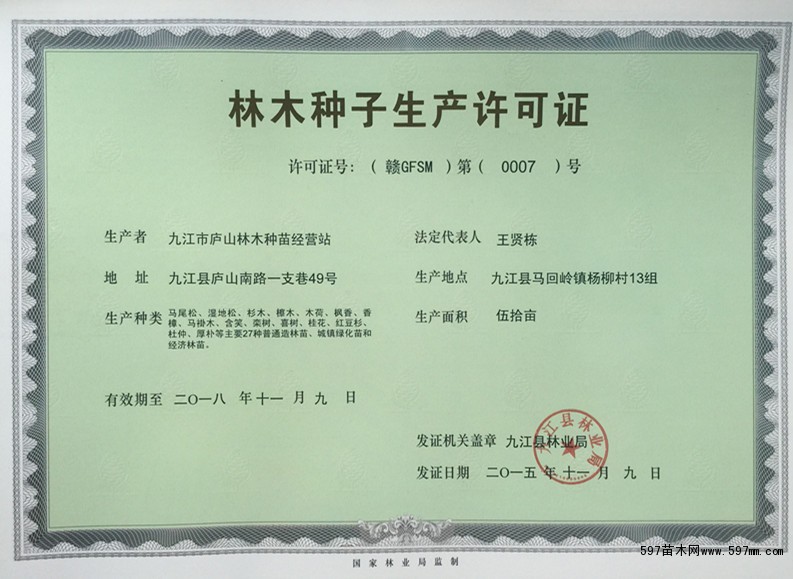 林木种子生产许可证
许可证号：（ 赣GFSM ）第（ 0007 ）号
生产者 九江市庐山林木种苗经营站
法定代表人 王贤栋
地 址 九江县庐山南路一支巷49号
生产地点 九江县马回岭镇杨柳村13组
生产种类 马尾松、湿地松、杉木、檫木、木荷、枫香、香
樟、马褂木、含笑、栾树、喜树、桂花、红豆杉、
杜仲、厚朴等主要27种普通造林苗、城镇绿化苗和
经济林苗。
生产面积 伍拾亩
有效期至 二〇一八 年 十一 月 九 日
发证机关盖章 九江县林业局
九江县林业局
发证日期 二〇一五 年 十一 月 九 日
国家林业局监制
597苗木网www.597mm.com